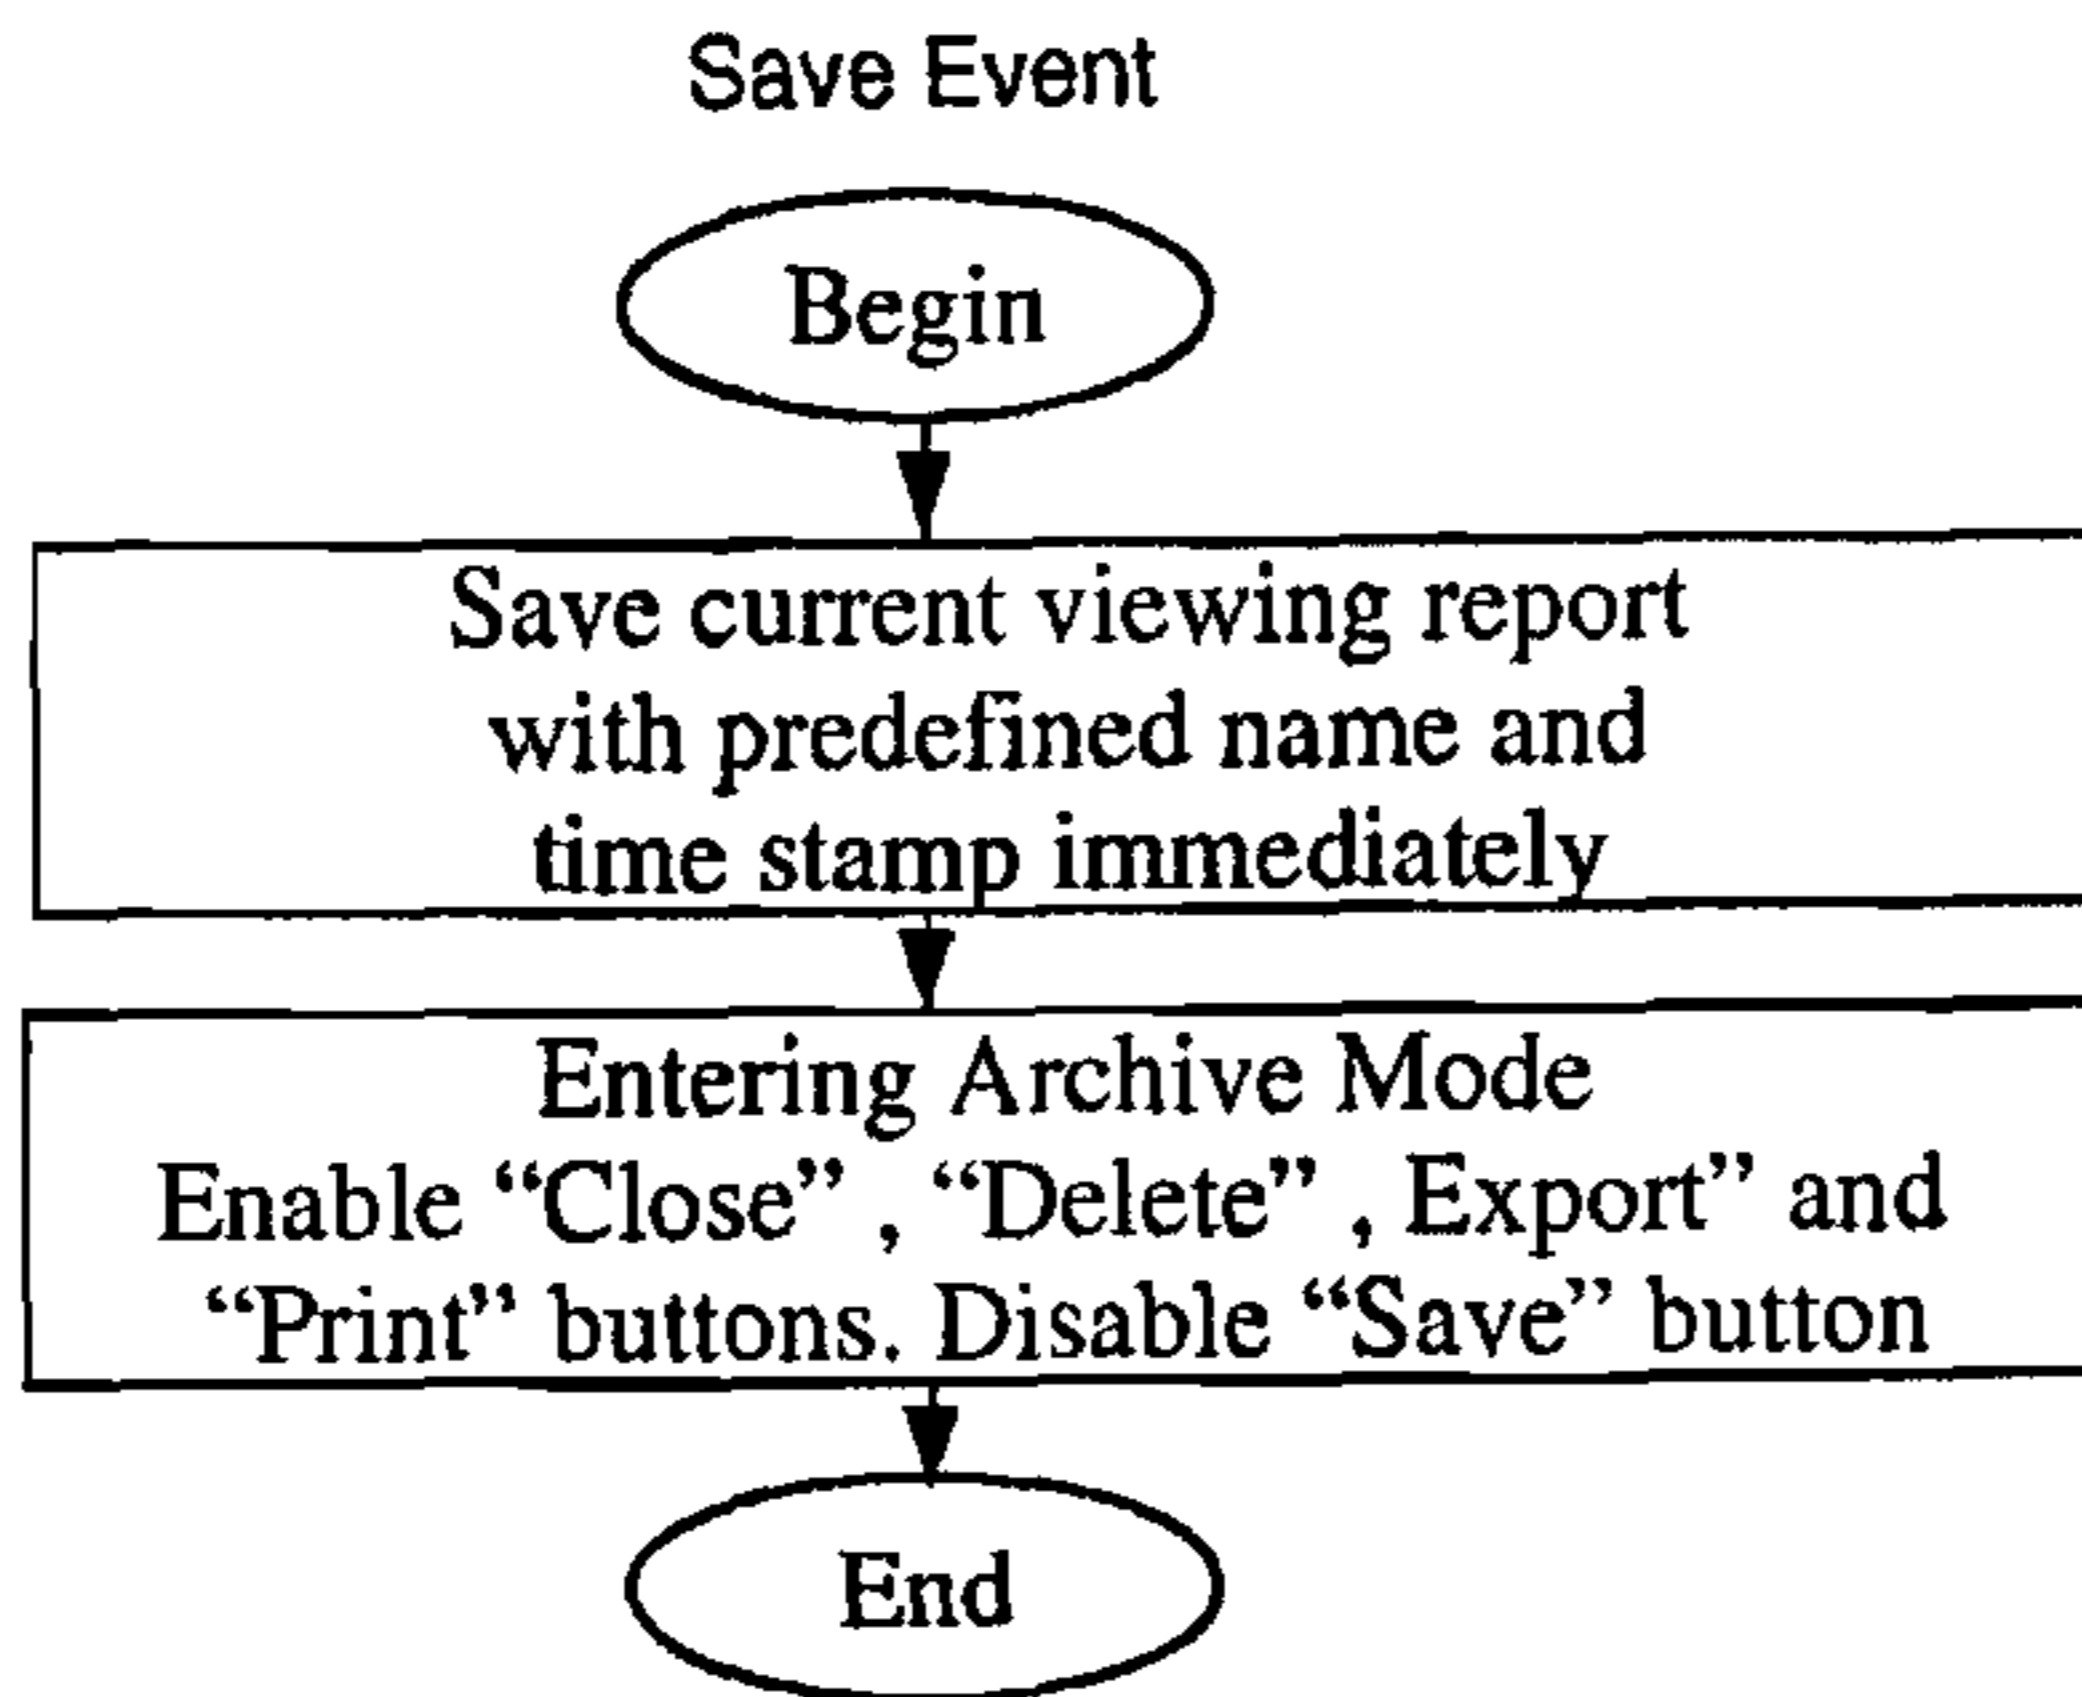 Save Event
Begin
Save current viewing report
with predefined name and
time stamp immediately
Entering Archive Mode
Enable “Close” , “Delete” , Export” and
“Print” buttons. Disable “Save” button
End